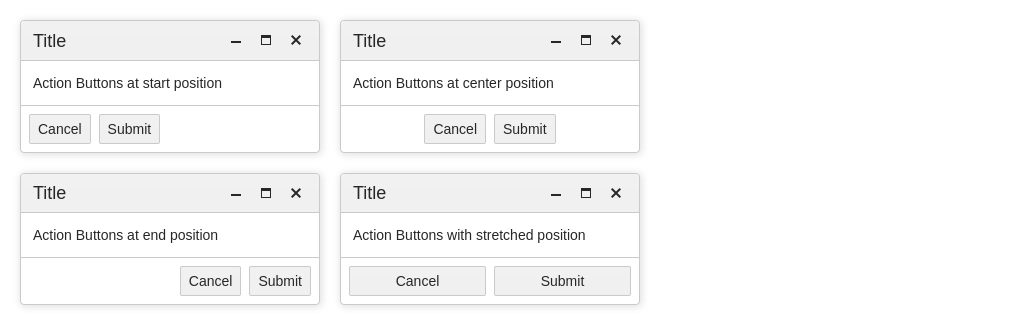 Title
Action Buttons at start position
Cancel Submit
Title
Action Buttons at center position
Cancel Submit
Title
Action Buttons at end position
Cancel Submit
Title
Action Buttons with stretched position
Cancel Submit